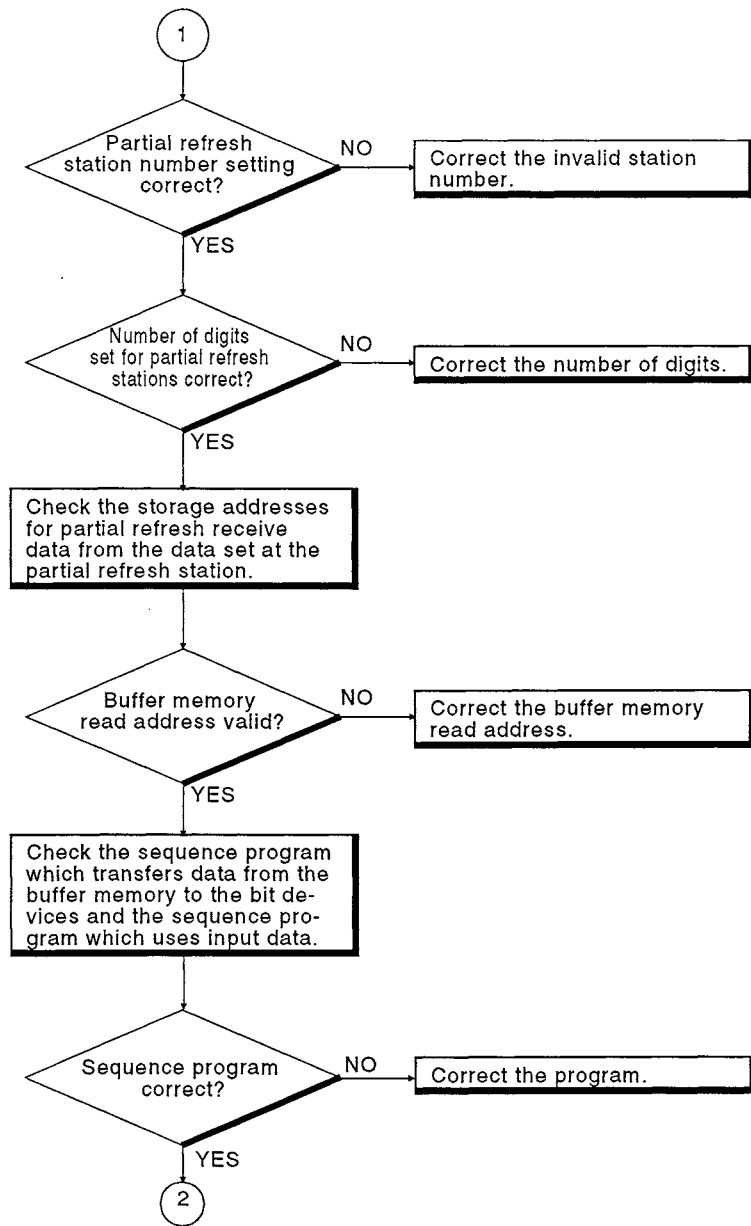 1
Partial refresh
station number setting
correct?
NO
Correct the invalid station
number.
YES
Number of digits
set for partial refresh
stations correct?
NO
Correct the number of digits.
YES
Check the storage addresses
for partial refresh receive
data from the data set at the
partial refresh station.
Buffer memory
read address valid?
NO
Correct the buffer memory
read address.
YES
Check the sequence program
which transfers data from the
buffer memory to the bit de-
vices and the sequence pro-
gram which uses input data.
Sequence program
correct?
NO
Correct the program.
YES
2